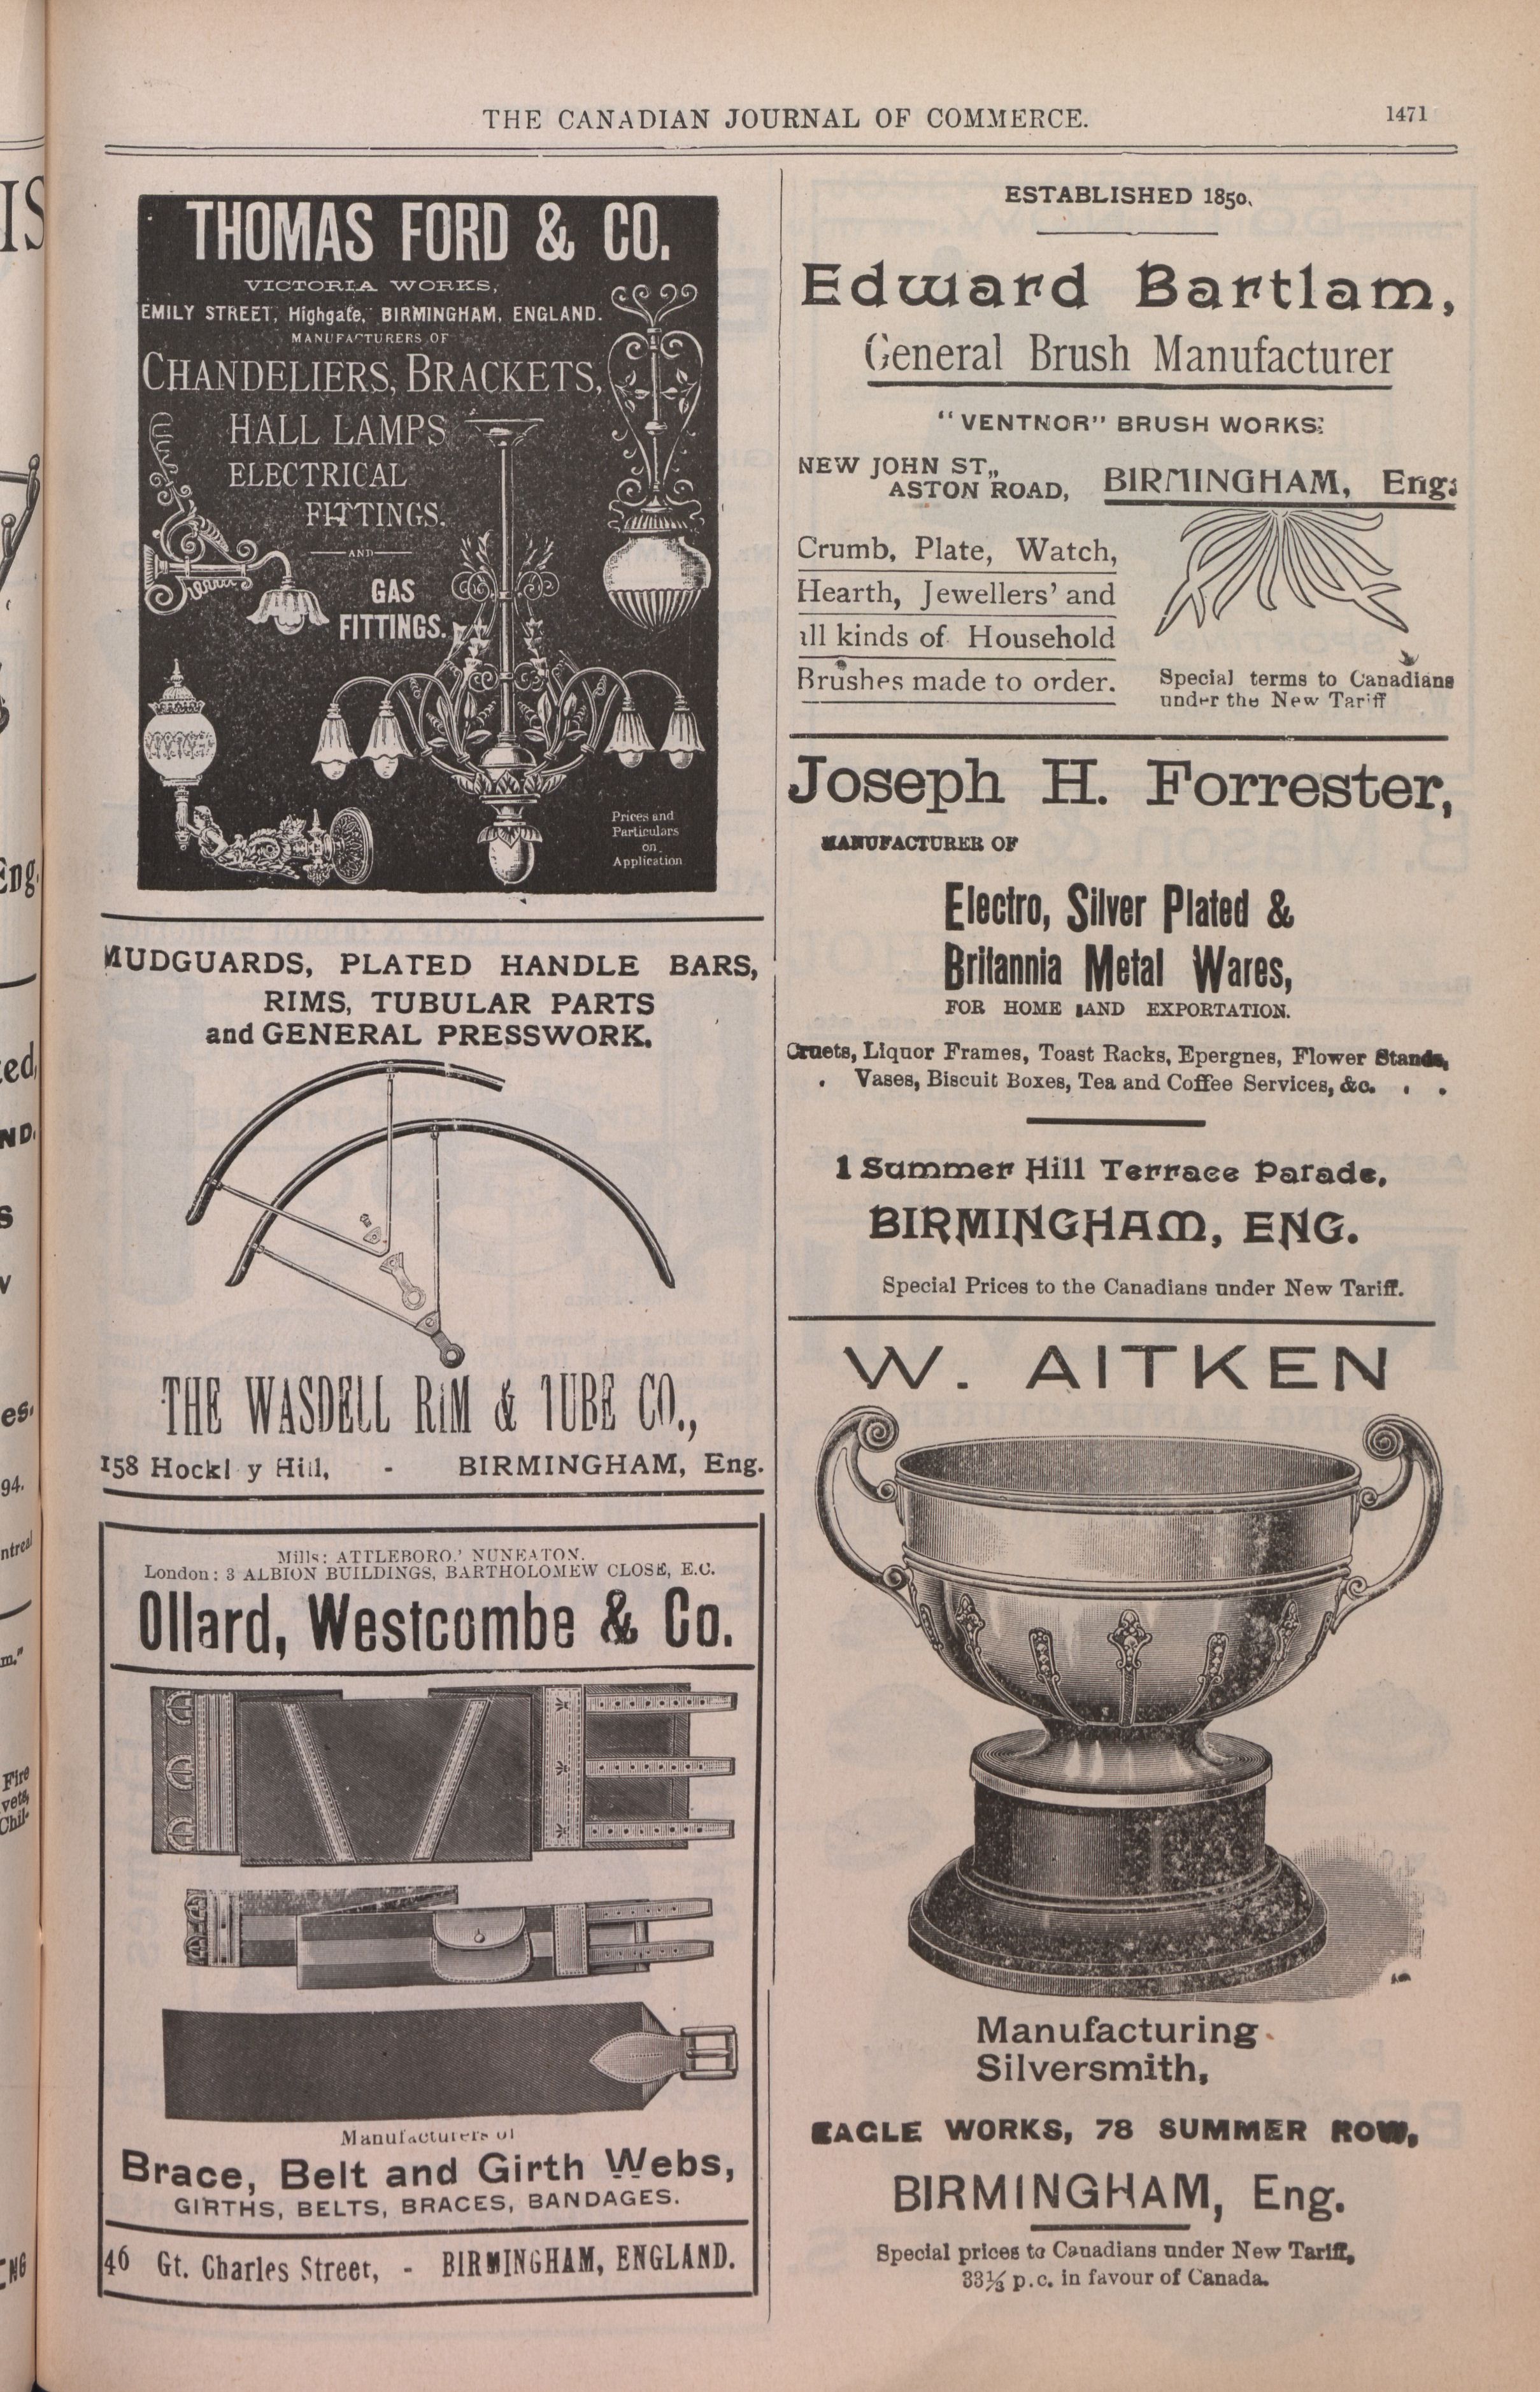 THE CANADIAN JOURNAL OF COMMERCE.
1471
THOMAS FORD & CO.
VICTORIA WORKS,
EMILY STREET, Highgate, BIRMINGHAM, ENGLAND.
MANUFACTURERS OF
CHANDELIERS, BRACKETS,
HALL LAMPS
ELECTRICAL
FITTINGS.
AND
GAS
FITTINGS.
Prices and
Particulars
on
Application
MUDGUARDS, PLATED HANDLE BARS,
RIMS, TUBULAR PARTS
and GENERAL PRESSWORK.
THE WASDELL RIM & TUBE CO.,
158 Hockl y Hill, - BIRMINGHAM, Eng.
Mills: ATTLEBORO.' NUNEATON.
London: 3 ALBION BUILDINGS, BARTHOLOMEW CLOSE, E.C.
Ollard, Westcombe & Co.
Manufacturers of
Brace, Belt and Girth Webs,
GIRTHS, BELTS, BRACES, BANDAGES.
46 Gt. Charles Street, - BIRMINGHAM, ENGLAND.
ESTABLISHED 1850.
Edward Bartlam,
General Brush Manufacturer
"VENTNOR" BRUSH WORKS:
NEW JOHN ST.,
ASTON ROAD,
BIRMINGHAM, Eng:
Crumb, Plate, Watch,
Hearth, Jewellers' and
all kinds of Household
Brushes made to order.
Special terms to Canadians
under the New Tariff
Joseph H. Forrester,
MANUFACTURER OF
Electro, Silver Plated &
Britannia Metal Wares,
FOR HOME AND EXPORTATION.
Cruets, Liquor Frames, Toast Racks, Epergnes, Flower Stands,
. Vases, Biscuit Boxes, Tea and Coffee Services, &c. . .
1 Summer Hill Terrace Parade,
BIRMINGHAM, ENG.
Special Prices to the Canadians under New Tariff.
W. AITKEN
Manufacturing
Silversmith,
EAGLE WORKS, 78 SUMMER ROW,
BIRMINGHAM, Eng.
Special prices to Canadians under New Tariff,
33⅓ p.c. in favour of Canada.